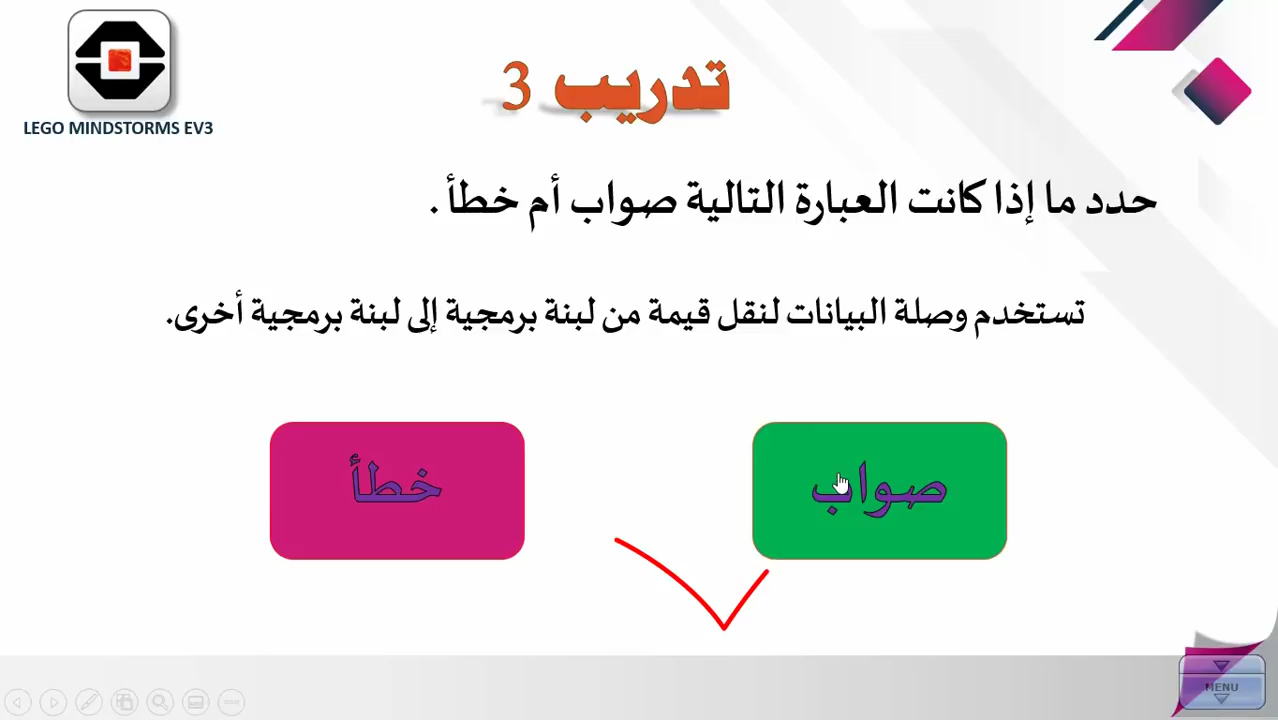 LEGO MINDSTORMS EV3
تدريب 3
حدد ما إذا كانت العبارة التالية صواب أم خطأ .
تستخدم وصلة البيانات لنقل قيمة من لبنة برمجية إلى لبنة برمجية أخرى.
صواب
خطأ
MENU